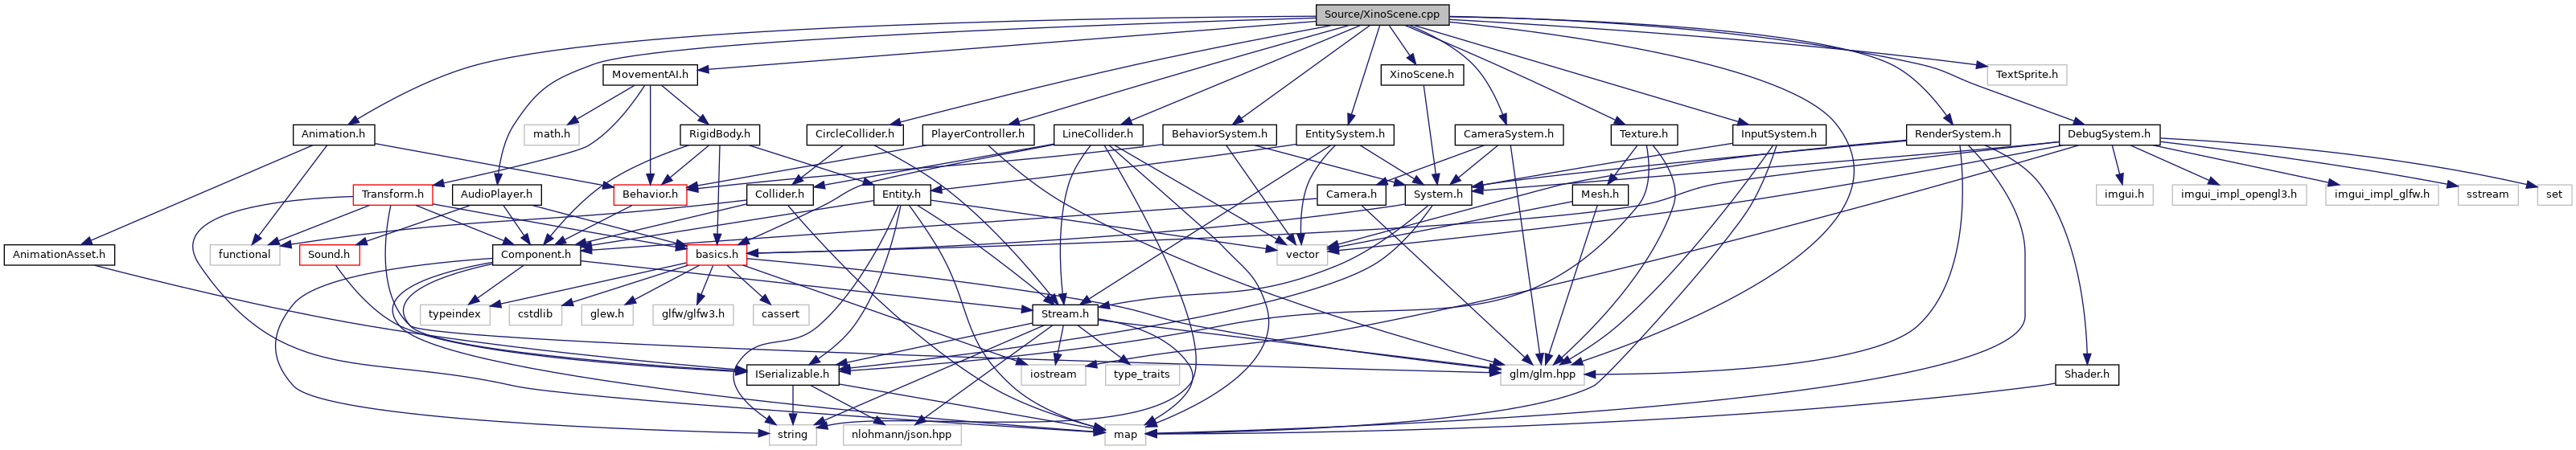 Source/XinoScene.cpp
MovementAI.h
XinoScene.h
TextSprite.h
Animation.h
math.h
RigidBody.h
CircleCollider.h
PlayerController.h
LineCollider.h
BehaviorSystem.h
EntitySystem.h
CameraSystem.h
Texture.h
InputSystem.h
RenderSystem.h
DebugSystem.h
Transform.h
AudioPlayer.h
Behavior.h
Collider.h
Entity.h
Camera.h
System.h
Mesh.h
imgui.h
imgui_impl_opengl3.h
imgui_impl_glfw.h
sstream
set
AnimationAsset.h
functional
Sound.h
Component.h
basics.h
vector
typeindex
cstdlib
glew.h
glfw/glfw3.h
cassert
Stream.h
ISerializable.h
iostream
type_traits
glm/glm.hpp
Shader.h
string
nlohmann/json.hpp
map